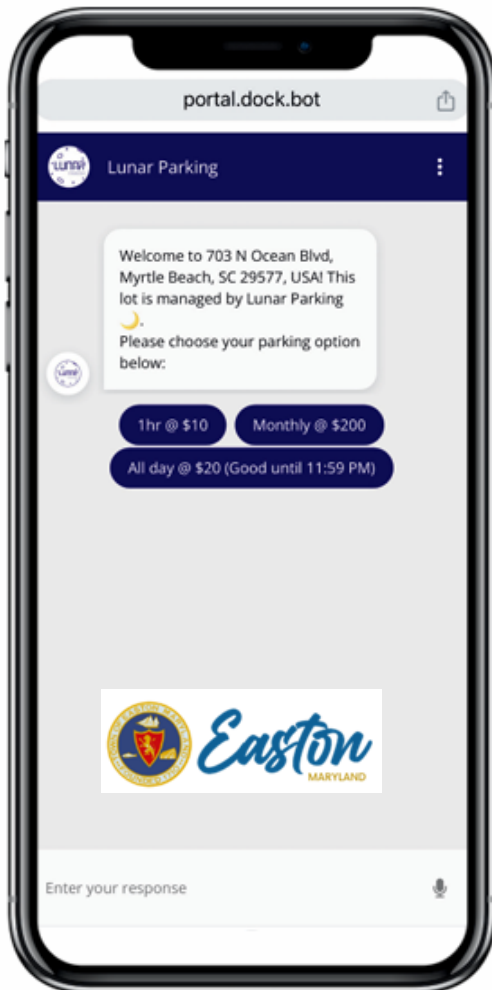 portal.dock.bot
LUNAR
Lunar Parking
Welcome to 703 N Ocean Blvd,
Myrtle Beach, SC 29577, USA! This
lot is managed by Lunar Parking
🌙.
Please choose your parking option
below:
1hr @ $10
Monthly @ $200
All day @ $20 (Good until 11:59 PM)
Easton
MARYLAND
Enter your response